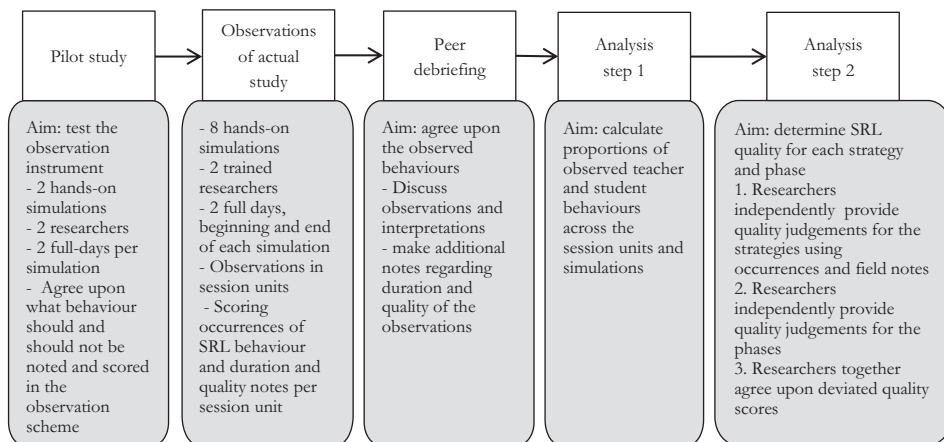 Pilot study
Observations
of actual
study
Peer
debriefing
Analysis
step 1
Analysis
step 2
Aim: test the
observation
instrument
- 2 hands-on
simulations
- 2 researchers
- 2 full-days per
simulation
- Agree upon
what behaviour
should and
should not be
noted and scored
in the
observation
scheme
- 8 hands-on
simulations
- 2 trained
researchers
- 2 full days,
beginning and end
of each simulation
- Observations in
session units
- Scoring
occurrences of
SRL behaviour
and duration and
quality notes per
session unit
Aim: agree upon
the observed
behaviours
- Discuss
observations and
interpretations
- make additional
notes regarding
duration and
quality of the
observations
Aim: calculate
proportions of
observed teacher
and student
behaviours
across the
session units and
simulations
Aim: determine SRL
quality for each strategy
and phase
1. Researchers
independently provide
quality judgements for the
strategies using
occurrences and field notes
2. Researchers
independently provide
quality judgements for the
phases
3. Researchers together
agree upon deviated quality
scores